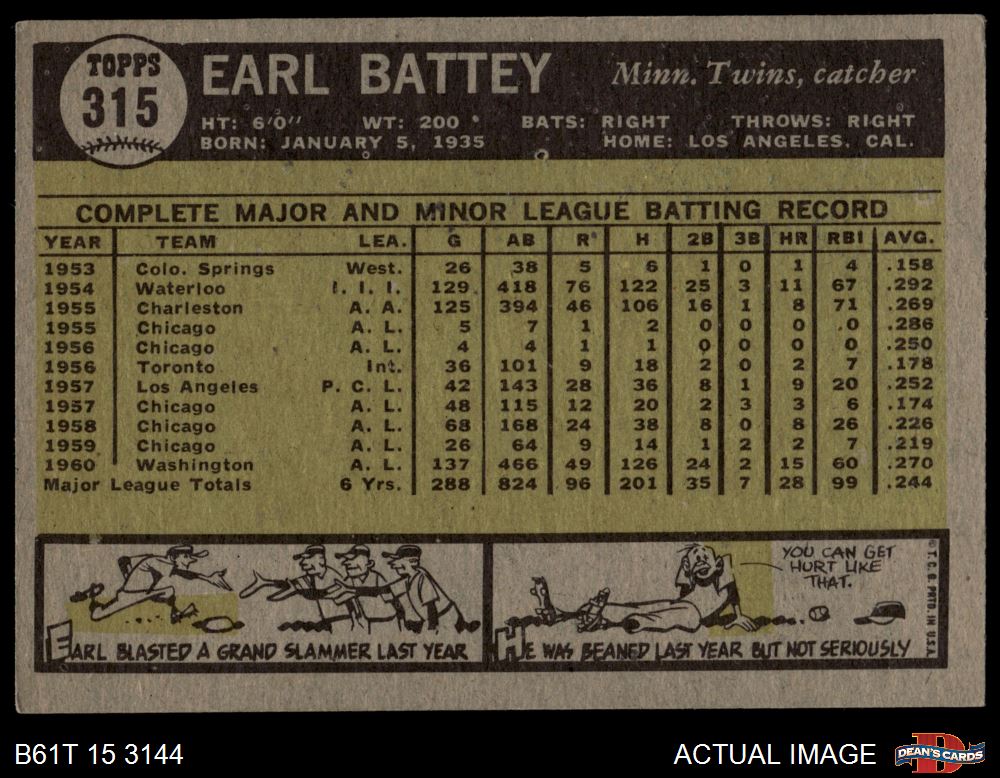 TOPPS
315
EARL BATTEY Minn. Twins, catcher
HT: 6'0" WT: 200 BATS: RIGHT THROWS: RIGHT
BORN: JANUARY 5, 1935 HOME: LOS ANGELES, CAL.
COMPLETE MAJOR AND MINOR LEAGUE BATTING RECORD
YEAR TEAM LEA. G AB R H 2B 3B HR RBI AVG.
1953 Colo. Springs West. 26 38 5 6 1 0 1 4 .158
1954 Waterloo I. I. I. 129 418 76 122 25 3 11 67 .292
1955 Charleston A. A. 125 394 46 106 16 1 8 71 .269
1955 Chicago A. L. 5 7 1 2 0 0 0 0 .286
1956 Chicago A. L. 4 4 1 1 0 0 0 0 .250
1956 Toronto Int. 36 101 9 18 2 0 2 7 .178
1957 Los Angeles P. C. L. 42 143 28 36 8 1 9 20 .252
1957 Chicago A. L. 48 115 12 20 2 3 3 6 .174
1958 Chicago A. L. 68 168 24 38 8 0 8 26 .226
1959 Chicago A. L. 26 64 9 14 1 2 2 7 .219
1960 Washington A. L. 137 466 49 126 24 2 15 60 .270
Major League Totals 6 Yrs. 288 824 96 201 35 7 28 99 .244
EARL BLASTED A GRAND SLAMMER LAST YEAR
YOU CAN GET
HURT LIKE
THAT.
HE WAS BEANED LAST YEAR BUT NOT SERIOUSLY
© T. C. G. PRTD. IN U.S.A.
B61T 15 3144 ACTUAL IMAGE
DEAN'S CARDS